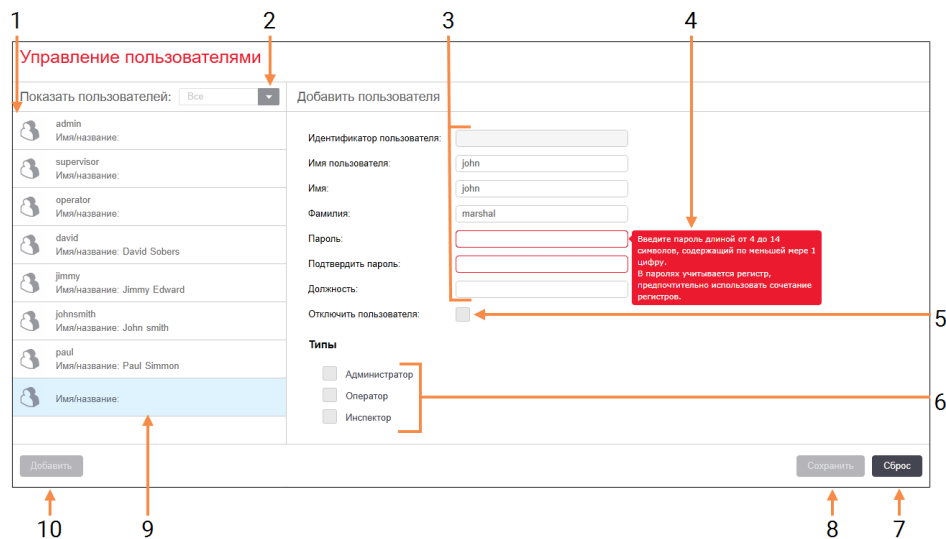 1 2 3 4
Управление пользователями
Показать пользователей: Все
Добавить пользователя
admin
Имя/название:
supervisor
Имя/название:
operator
Имя/название:
david
Имя/название: David Sobers
jimmy
Имя/название: Jimmy Edward
johnsmith
Имя/название: John smith
paul
Имя/название: Paul Simmon
Имя/название:
Идентификатор пользователя:
Имя пользователя: john
Имя: john
Фамилия: marshal
Пароль:
Подтвердить пароль:
Должность:
Отключить пользователя:
Введите пароль длиной от 4 до 14
символов, содержащий по меньшей мере 1
цифру.
В паролях учитывается регистр,
предпочтительно использовать сочетание
регистров.
5
Типы
Администратор
Оператор
Инспектор
6
Добавить
Сохранить
Сброс
10 9 8 7